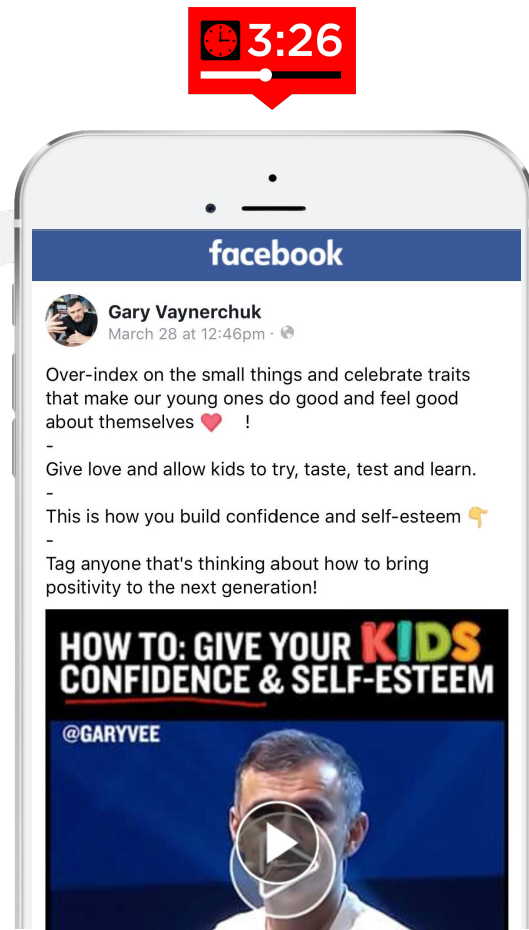 3:26
facebook
Gary Vaynerchuk
March 28 at 12:46pm ·
Over-index on the small things and celebrate traits
that make our young ones do good and feel good
about themselves ❤️ !
-
Give love and allow kids to try, taste, test and learn.
-
This is how you build confidence and self-esteem 👇
-
Tag anyone that's thinking about how to bring
positivity to the next generation!
HOW TO: GIVE YOUR KIDS
CONFIDENCE & SELF-ESTEEM
@GARYVEE